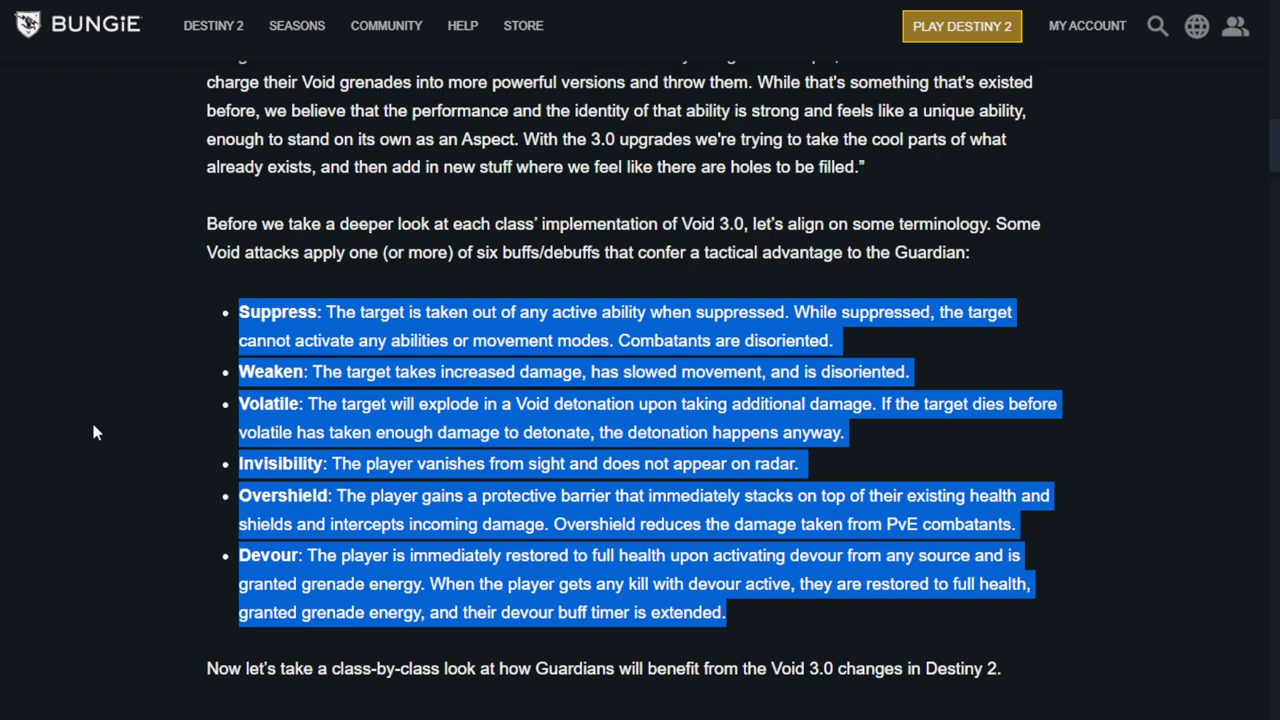 BUNGiE
DESTINY 2
SEASONS
COMMUNITY
HELP
STORE
PLAY DESTINY 2
MY ACCOUNT
charge their Void grenades into more powerful versions and throw them. While that's something that's existed
before, we believe that the performance and the identity of that ability is strong and feels like a unique ability,
enough to stand on its own as an Aspect. With the 3.0 upgrades we're trying to take the cool parts of what
already exists, and then add in new stuff where we feel like there are holes to be filled.”
Before we take a deeper look at each class’ implementation of Void 3.0, let’s align on some terminology. Some
Void attacks apply one (or more) of six buffs/debuffs that confer a tactical advantage to the Guardian:
• Suppress: The target is taken out of any active ability when suppressed. While suppressed, the target
cannot activate any abilities or movement modes. Combatants are disoriented.
• Weaken: The target takes increased damage, has slowed movement, and is disoriented.
• Volatile: The target will explode in a Void detonation upon taking additional damage. If the target dies before
volatile has taken enough damage to detonate, the detonation happens anyway.
• Invisibility: The player vanishes from sight and does not appear on radar.
• Overshield: The player gains a protective barrier that immediately stacks on top of their existing health and
shields and intercepts incoming damage. Overshield reduces the damage taken from PvE combatants.
• Devour: The player is immediately restored to full health upon activating devour from any source and is
granted grenade energy. When the player gets any kill with devour active, they are restored to full health,
granted grenade energy, and their devour buff timer is extended.
Now let’s take a class-by-class look at how Guardians will benefit from the Void 3.0 changes in Destiny 2.